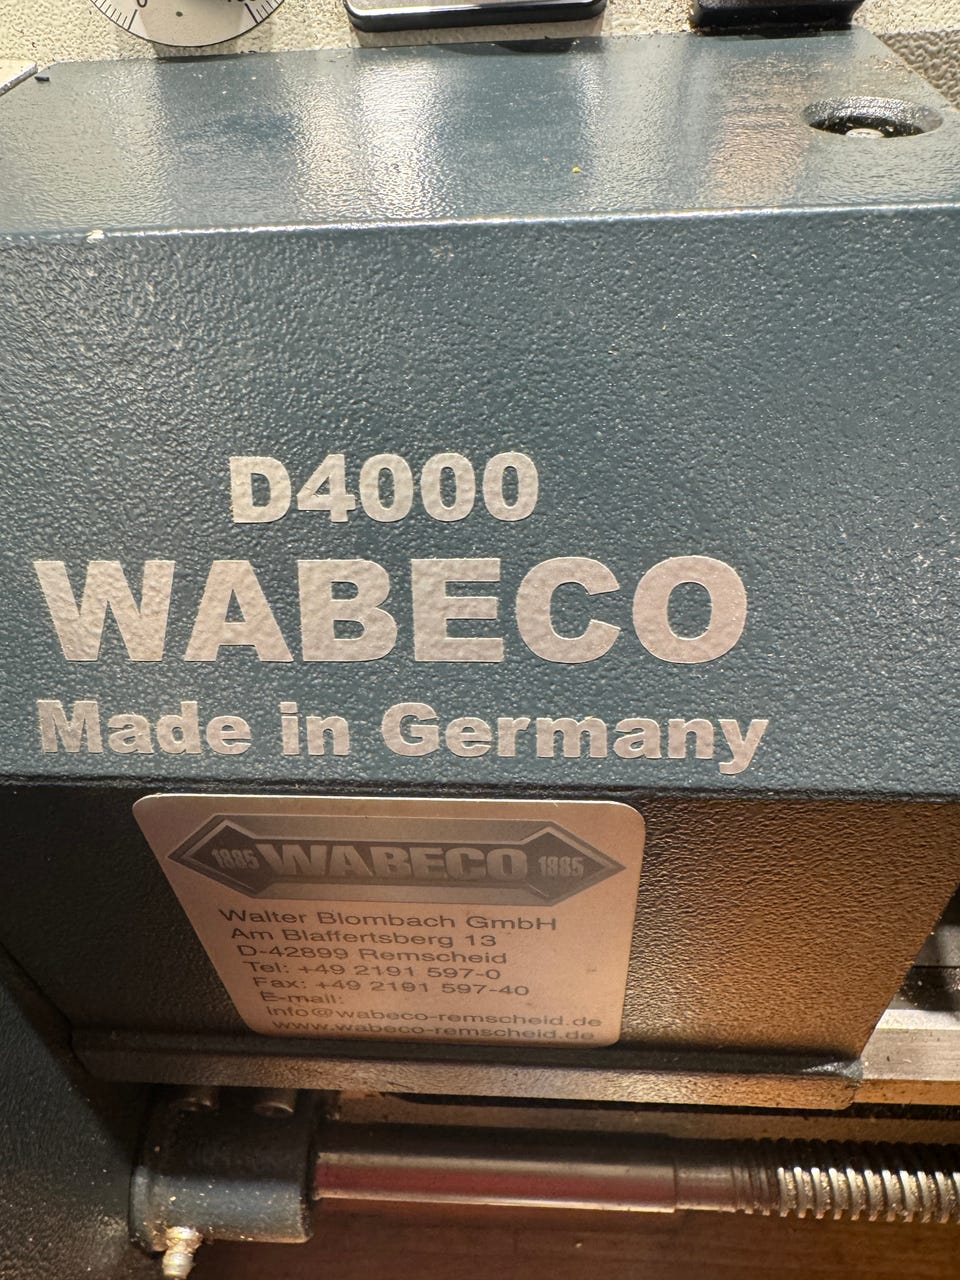 0
D4000
WABECO
Made in Germany
1885 WABECO 1885
Walter Blombach GmbH
Am Blaffertsberg 13
D-42899 Remscheid
Tel: +49 2191 597-0
Fax: +49 2191 597-40
E-mail:
info@wabeco-remscheid.de
www.wabeco-remscheid.de